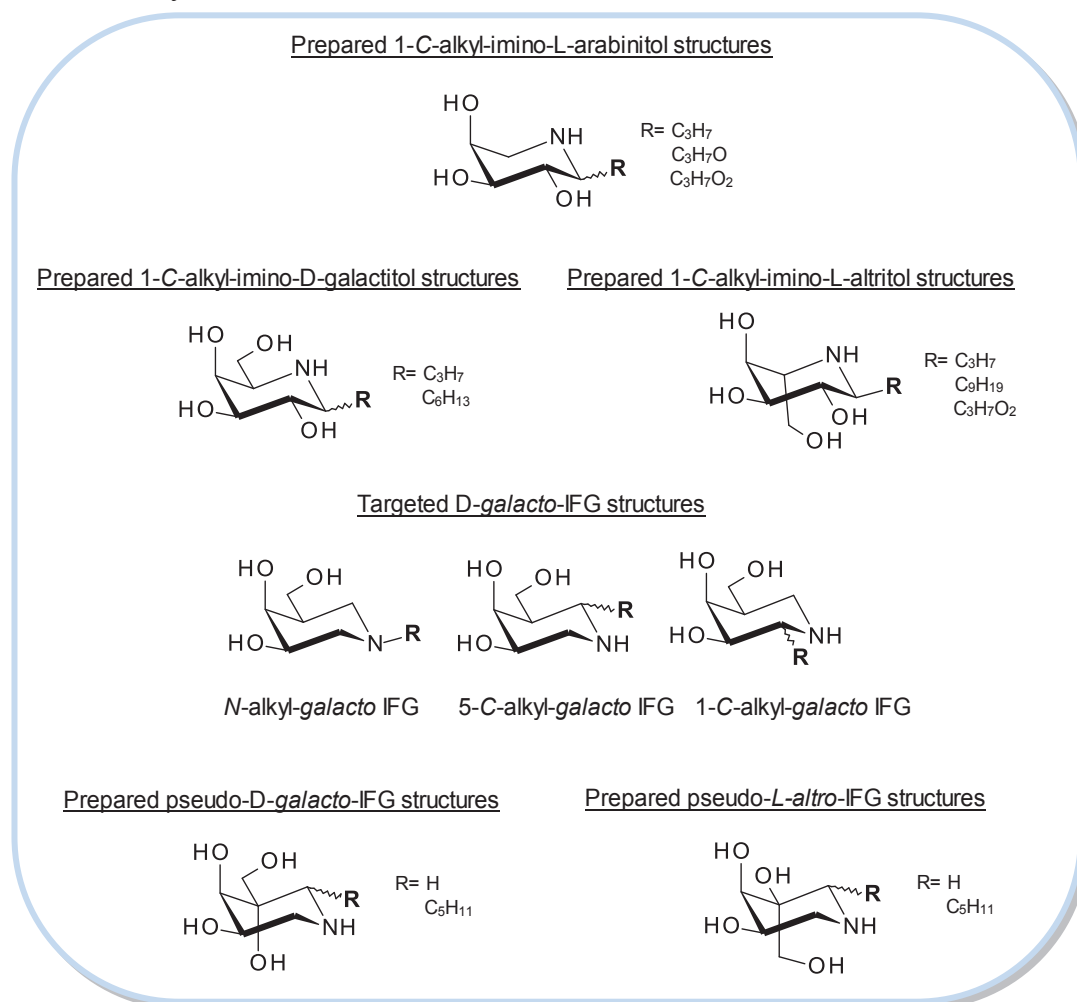 Prepared 1-C-alkyl-imino-L-arabinitol structures
HO
NH
R
HO
OH
R= C₃H₇
C₃H₇O
C₃H₇O₂
Prepared 1-C-alkyl-imino-D-galactitol structures
HO
OH
NH
R
HO
OH
R= C₃H₇
C₆H₁₃
Prepared 1-C-alkyl-imino-L-altritol structures
HO
NH
R
HO
OH
OH
R= C₃H₇
C₉H₁₉
C₃H₇O₂
Targeted D-galacto-IFG structures
HO
OH
HO
N
R
HO
OH
R
HO
NH
HO
OH
HO
NH
R
N-alkyl-galacto IFG
5-C-alkyl-galacto IFG
1-C-alkyl-galacto IFG
Prepared pseudo-D-galacto-IFG structures
HO
OH
R
HO
NH
OH
R= H
C₅H₁₁
Prepared pseudo-L-altro-IFG structures
HO
OH
R
HO
NH
HO
R= H
C₅H₁₁